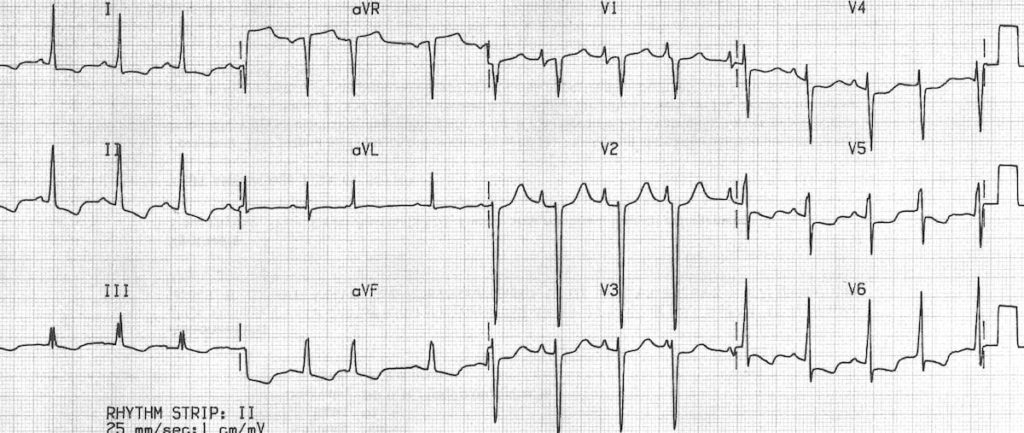 I aVR V1 V4
II aVL V2 V5
III aVF V3 V6
RHYTHM STRIP: II
25 mm/sec:1 cm/mV